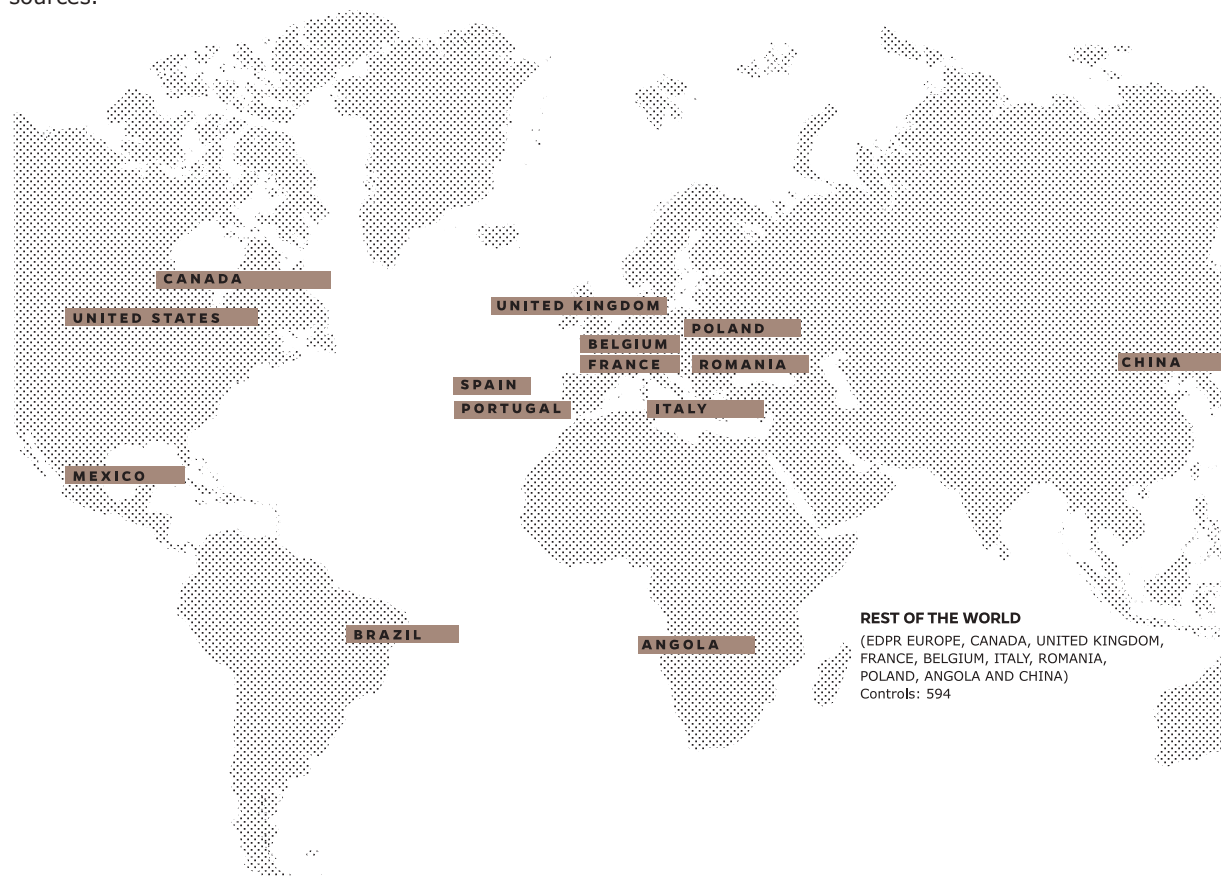 sources.
CANADA
UNITED STATES
UNITED KINGDOM
POLAND
BELGIUM
FRANCE
ROMANIA
CHINA
SPAIN
PORTUGAL
ITALY
MEXICO
BRAZIL
ANGOLA
REST OF THE WORLD
(EDPR EUROPE, CANADA, UNITED KINGDOM,
FRANCE, BELGIUM, ITALY, ROMANIA,
POLAND, ANGOLA AND CHINA)
Controls: 594